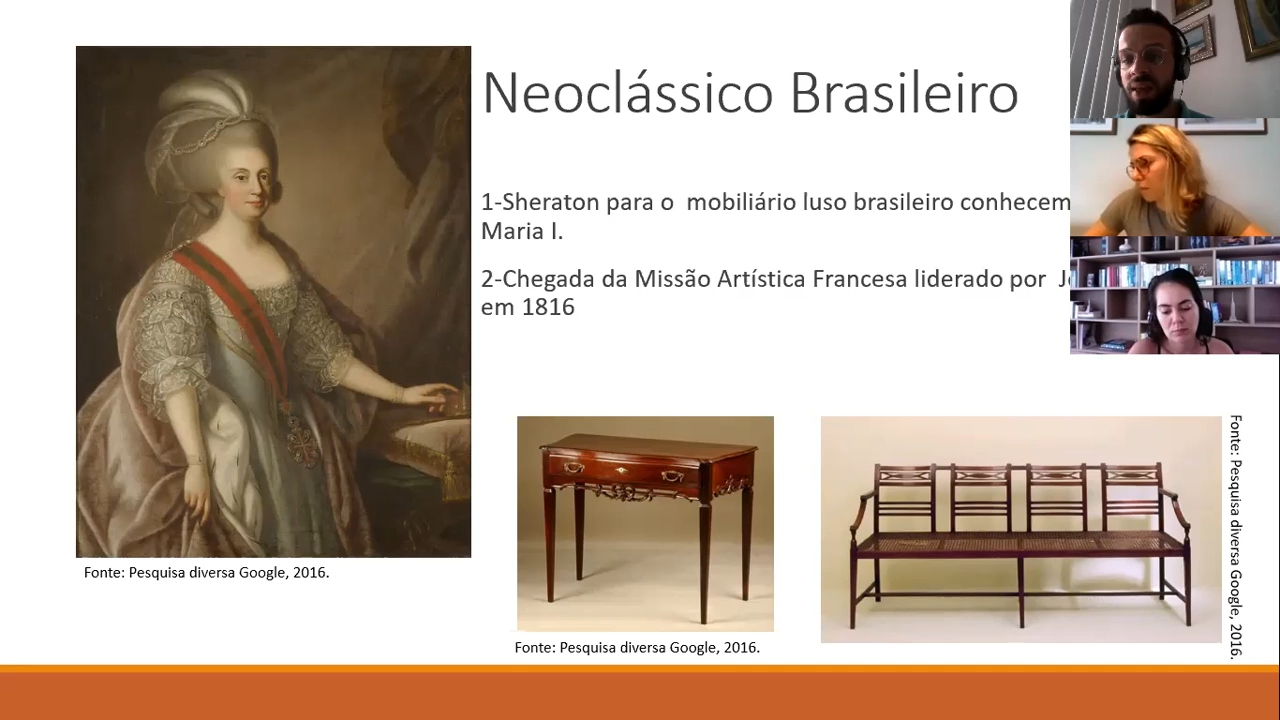 Neoclássico Brasileiro
1-Sheraton para o mobiliário luso brasileiro conhecem
Maria I.
2-Chegada da Missão Artística Francesa liderado por
em 1816
Fonte: Pesquisa diversa Google, 2016.
Fonte: Pesquisa diversa Google, 2016.
Fonte: Pesquisa diversa Google, 2016.